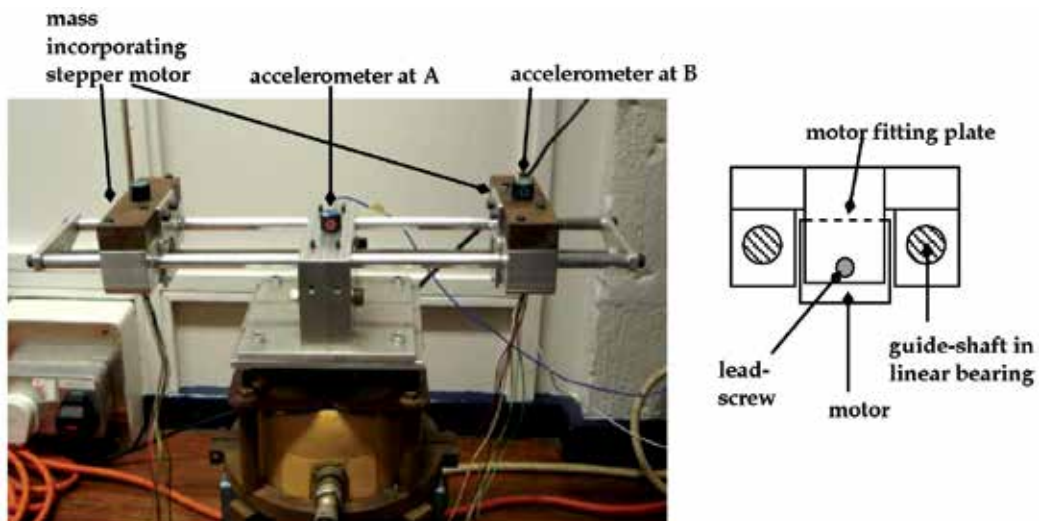 mass
incorporating
stepper motor
accelerometer at A
accelerometer at B
motor fitting plate
lead-
screw
motor
guide-shaft in
linear bearing